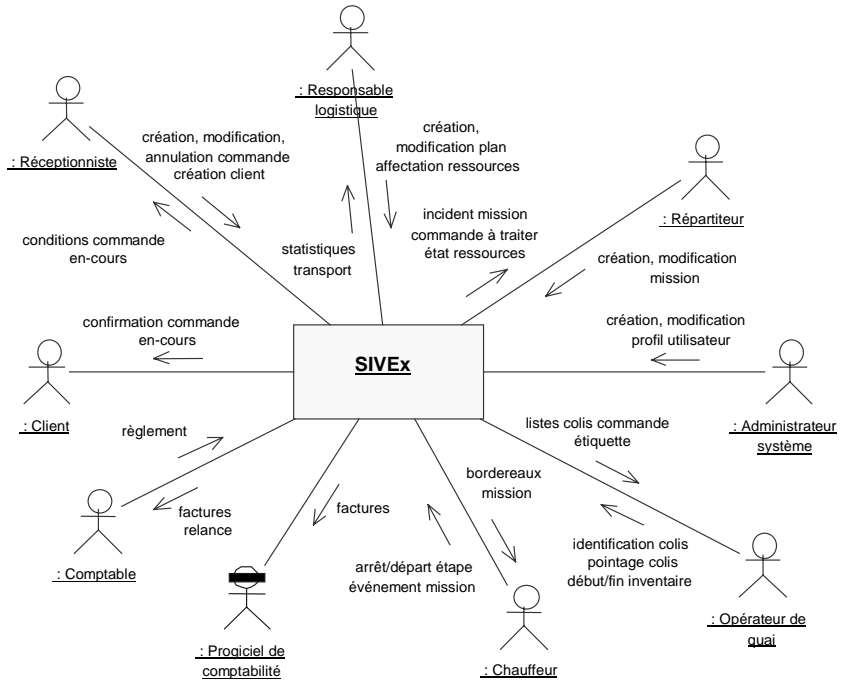 : Responsable
logistique
: Réceptionniste
création, modification,
annulation commande
création client
création,
modification plan
affectation ressources
: Répartiteur
conditions commande
en-cours
statistiques
transport
incident mission
commande à traiter
état ressources
création, modification
mission
confirmation commande
en-cours
SIVEx
création, modification
profil utilisateur
: Client
: Administrateur
système
règlement
listes colis commande
étiquette
factures
relance
factures
bordereaux
mission
: Comptable
arrêt/départ étape
événement mission
identification colis
pointage colis
début/fin inventaire
: Progiciel de
comptabilité
: Chauffeur
: Opérateur de
quai